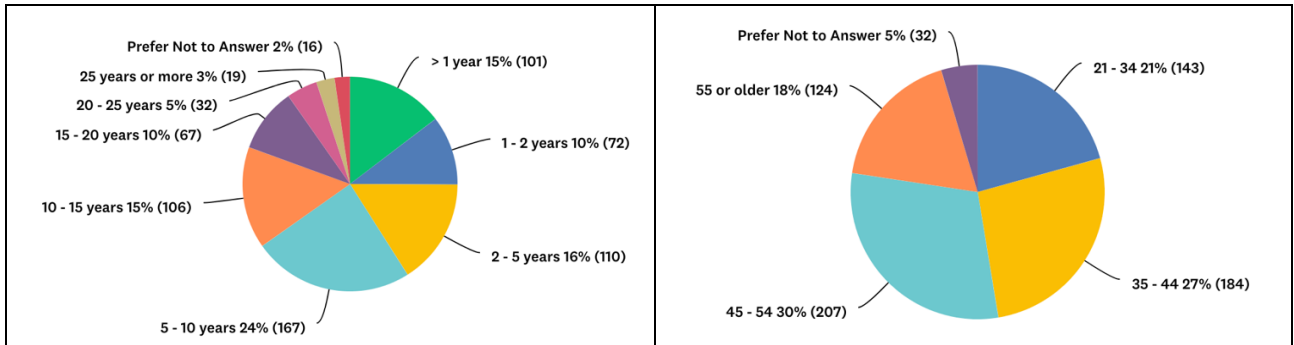 Prefer Not to Answer 2% (16)
> 1 year 15% (101)
25 years or more 3% (19)
20 - 25 years 5% (32)
15 - 20 years 10% (67)
1 - 2 years 10% (72)
10 - 15 years 15% (106)
2 - 5 years 16% (110)
5 - 10 years 24% (167)
Prefer Not to Answer 5% (32)
21 - 34 21% (143)
55 or older 18% (124)
35 - 44 27% (184)
45 - 54 30% (207)